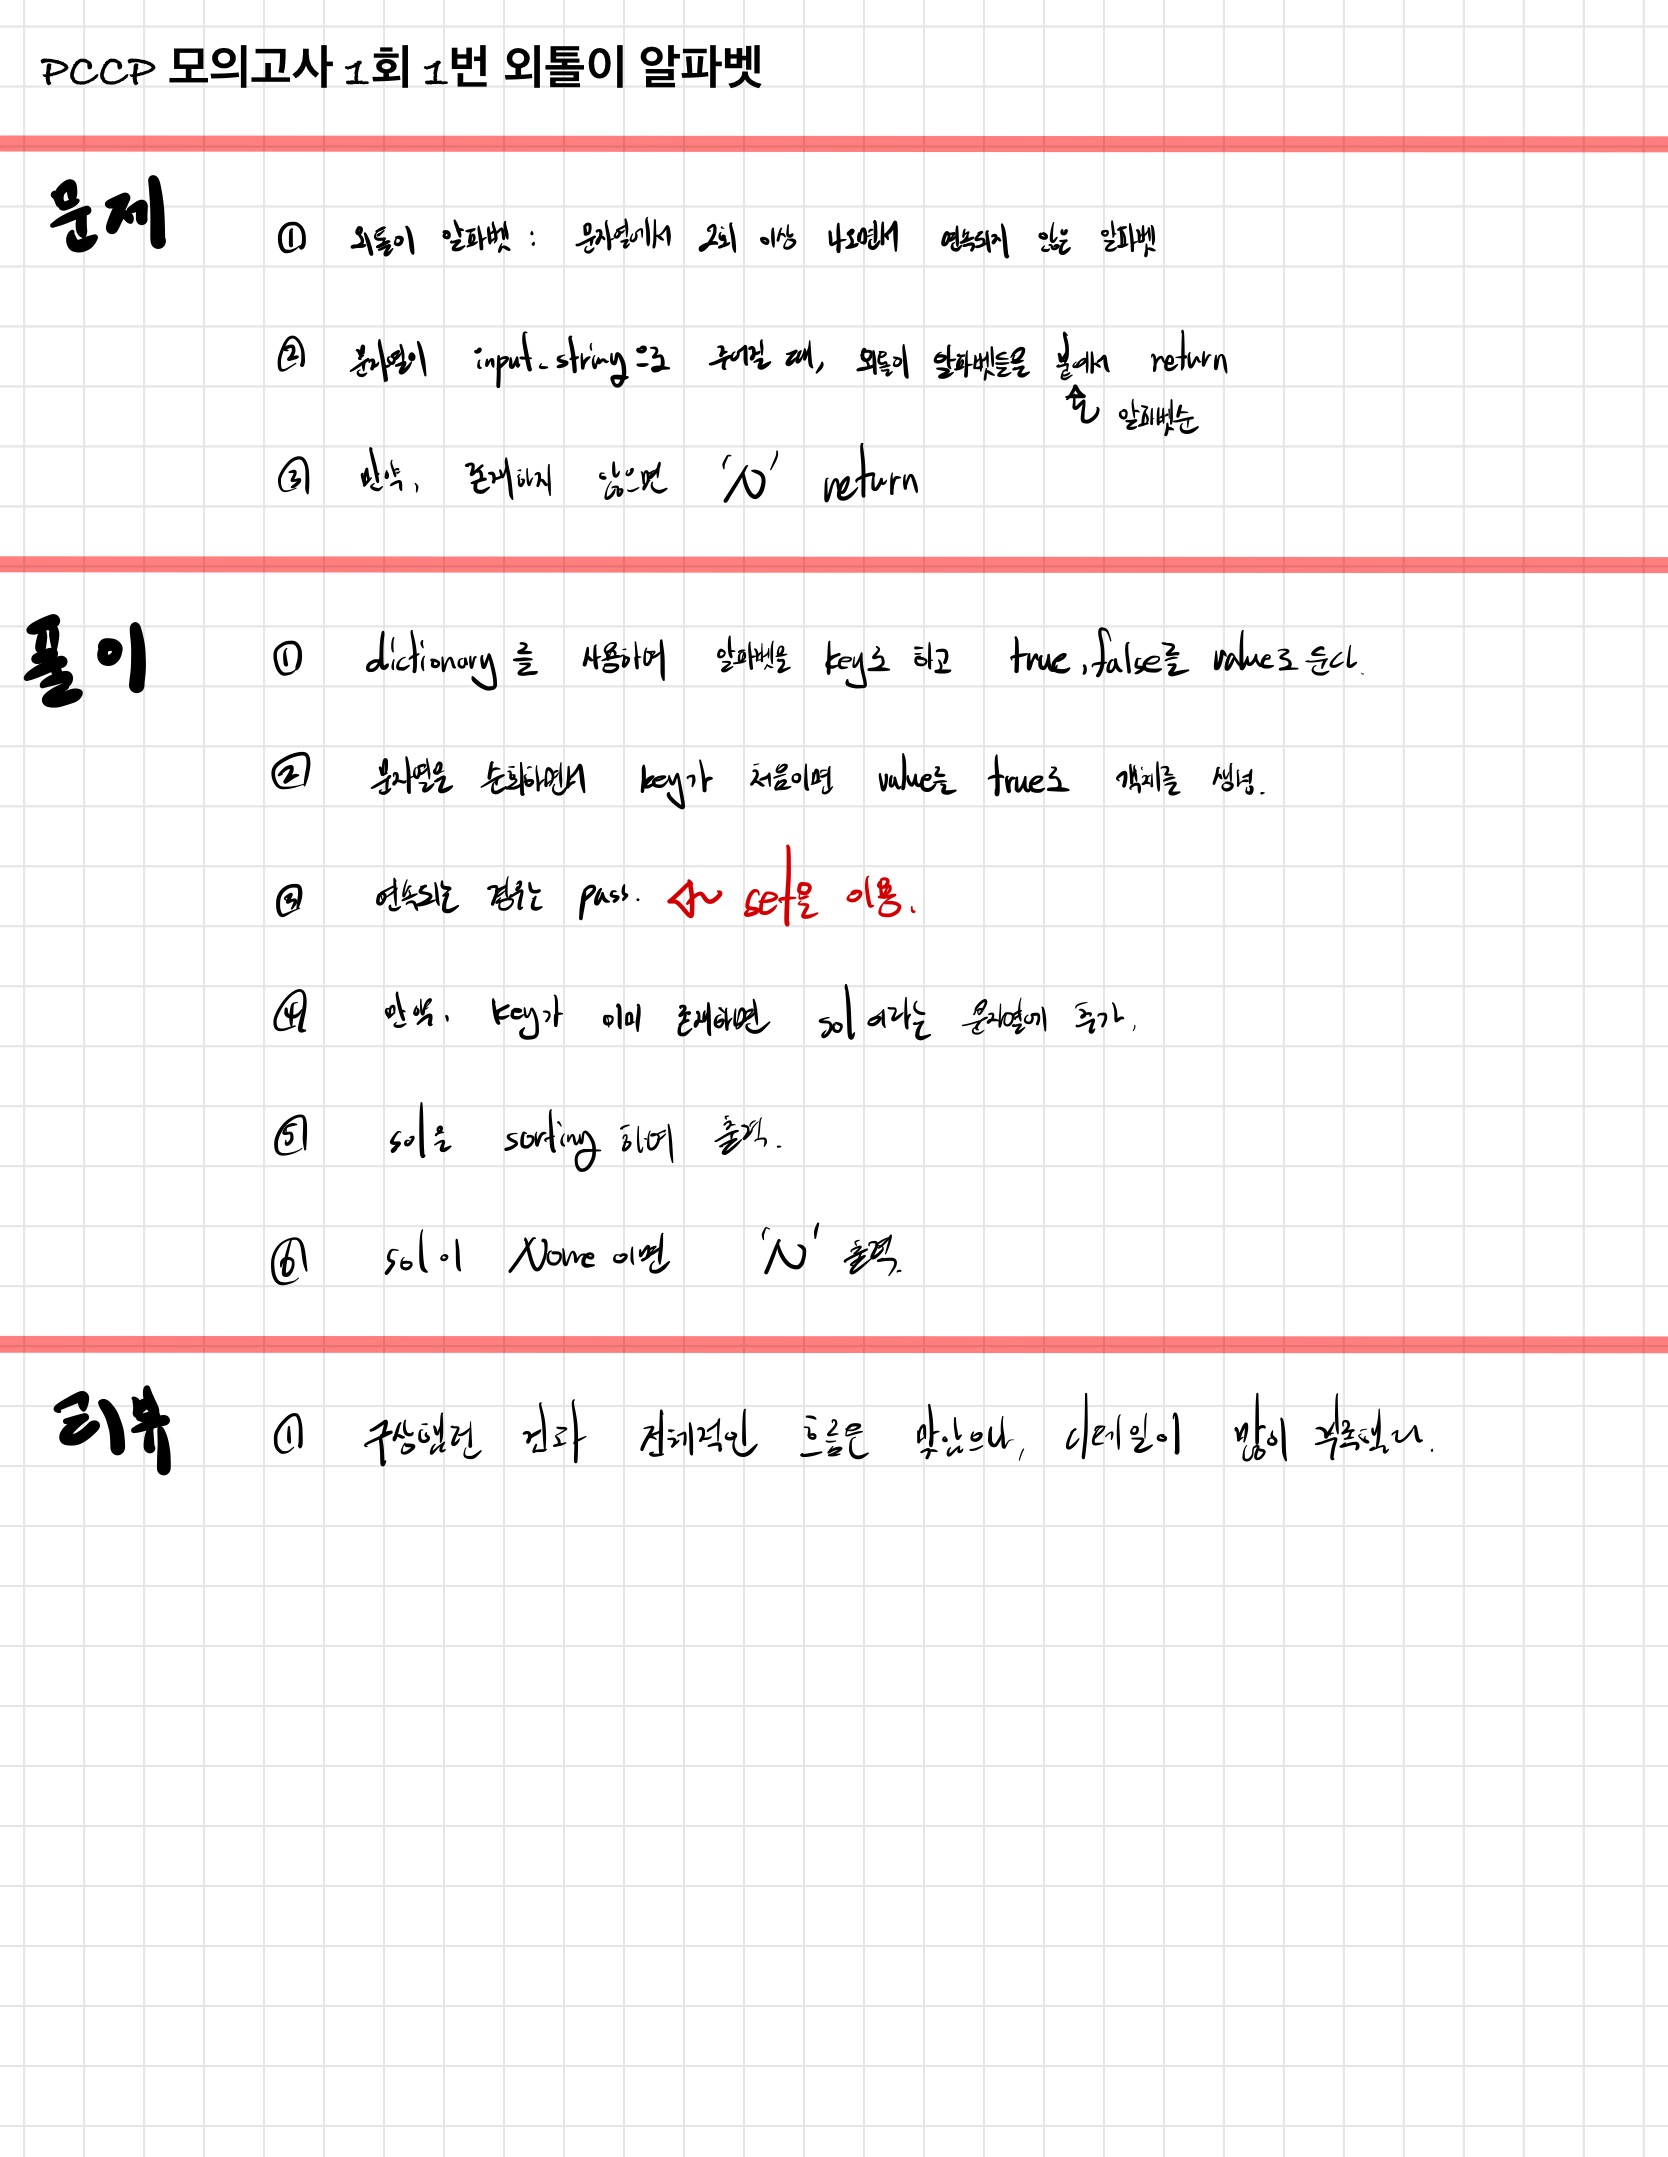 PCCP 모의고사 1회 1번 외톨이 알파벳
문제
① 외톨이 알파벳 : 문자열에서 2회 이상 나오면서 연속되지 않은 알파벳
② 문자열이 input_string으로 주어질 때, 외톨이 알파벳들을 붙여서 return
알파벳순
③ 만약, 존재하지 않으면 'N' return
풀이
① dictionary를 사용하여 알파벳을 key로 하고 true, false를 value로 둔다.
② 문자열을 순회하면서 key가 처음이면 value를 true로 객체를 생성.
③ 연속되는 경우는 pass. set을 이용.
④ 만약, key가 이미 존재하면 sol이라는 문자열에 추가.
⑤ sol을 sorting하여 출력.
⑥ sol이 None이면 'N' 출력.
리뷰
① 구상했던 것과 전체적인 흐름은 맞았으나, 디테일이 많이 부족했다.